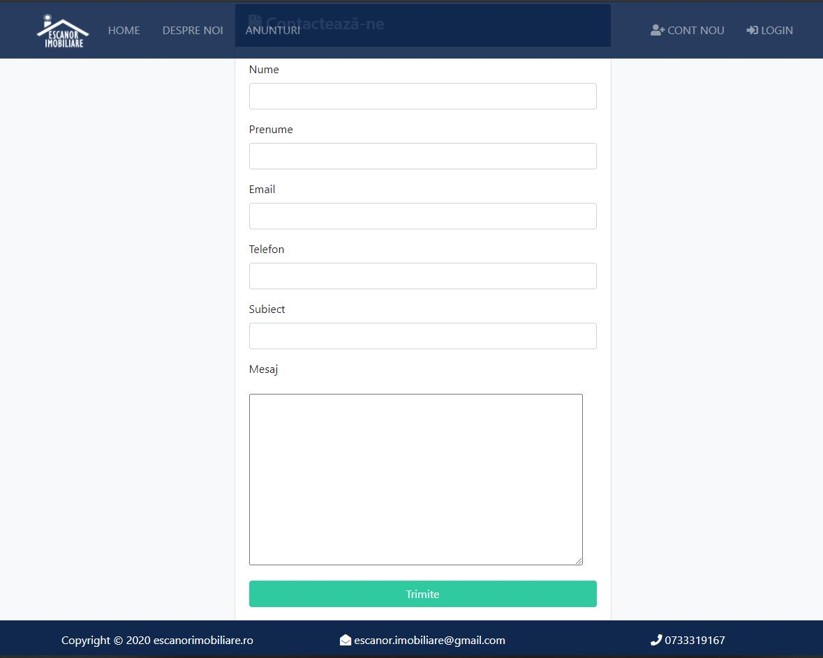 ESCANOR
IMOBILIARE
HOME
DESPRE NOI
ANUNTURI
Contactează-ne
CONT NOU
LOGIN
Nume
Prenume
Email
Telefon
Subiect
Mesaj
Trimite
Copyright © 2020 escanorimobiliare.ro
escanor.imobiliare@gmail.com
0733319167